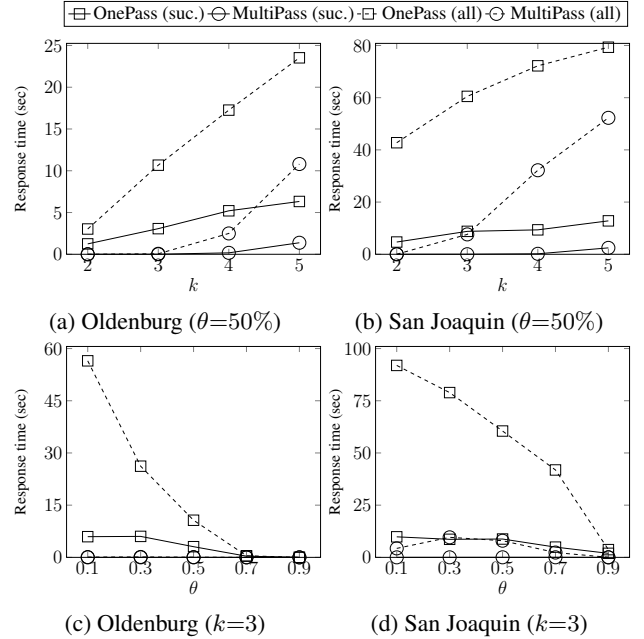 OnePass (suc.) MultiPass (suc.) OnePass (all) MultiPass (all)
Response time (sec)
25
20
15
10
5
0
2 3 4 5
k
(a) Oldenburg (θ=50%)
Response time (sec)
80
60
40
20
0
2 3 4 5
k
(b) San Joaquin (θ=50%)
Response time (sec)
60
45
30
15
0
0.1 0.3 0.5 0.7 0.9
θ
(c) Oldenburg (k=3)
Response time (sec)
100
75
50
25
0
0.1 0.3 0.5 0.7 0.9
θ
(d) San Joaquin (k=3)